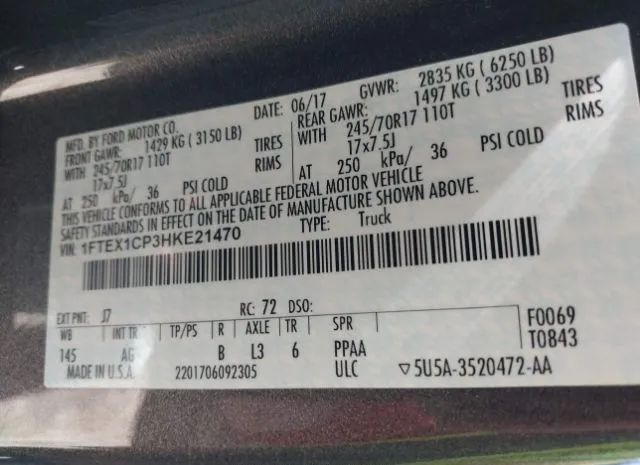 MFD. BY FORD MOTOR CO. DATE: 06/17 GVWR: 2835 KG ( 6250 LB)
FRONT GAWR: 1429 KG ( 3150 LB) REAR GAWR: 1497 KG ( 3300 LB)
WITH 245/70R17 110T TIRES WITH 245/70R17 110T TIRES
17x7.5J RIMS 17x7.5J RIMS
AT 250 kPa/ 36 PSI COLD AT 250 kPa/ 36 PSI COLD
THIS VEHICLE CONFORMS TO ALL APPLICABLE FEDERAL MOTOR VEHICLE
SAFETY STANDARDS IN EFFECT ON THE DATE OF MANUFACTURE SHOWN ABOVE.
VIN: 1FTEX1CP3HKE21470 TYPE: Truck
EXT PNT: J7 RC: 72 DSO: F0069
WB INT TR TP/PS R AXLE TR SPR T0843
145 AG B L3 6 PPAA
MADE IN U.S.A. 2201706092305 ULC ▽5U5A-3520472-AA